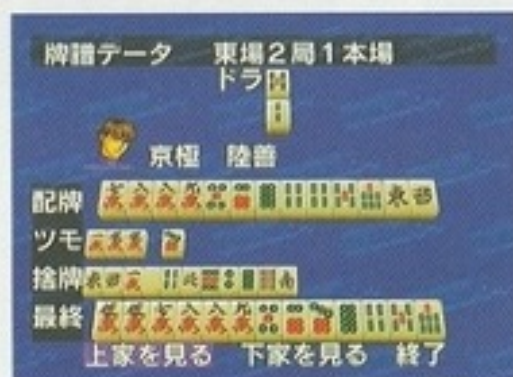 牌譜データ 東場2局1本場
ドラ
京極 陸善
配牌
ツモ
捨牌
最終
上家を見る 下家を見る 終了